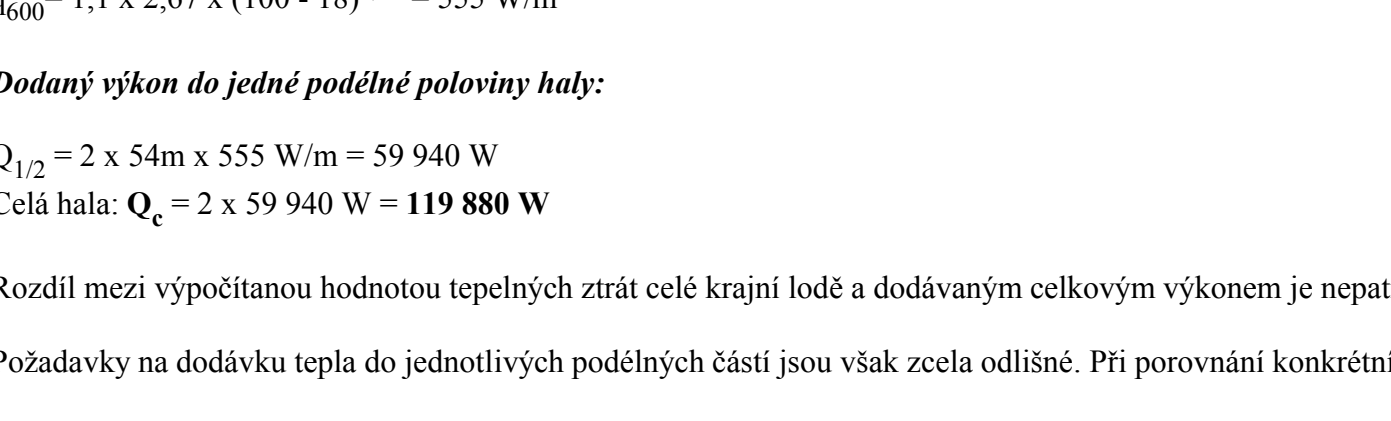 600 = 1,1 x 2,67 x (100 - 18) = 555 W/m
Dodaný výkon do jedné podélné poloviny haly:
Q1/2 = 2 x 54m x 555 W/m = 59 940 W
Celá hala: Qc = 2 x 59 940 W = 119 880 W
Rozdíl mezi výpočítanou hodnotou tepelných ztrát celé krajní lodě a dodávaným celkovým výkonem je nepat
Požadavky na dodávku tepla do jednotlivých podélných částí jsou však zcela odlišné. Při porovnání konkrétní